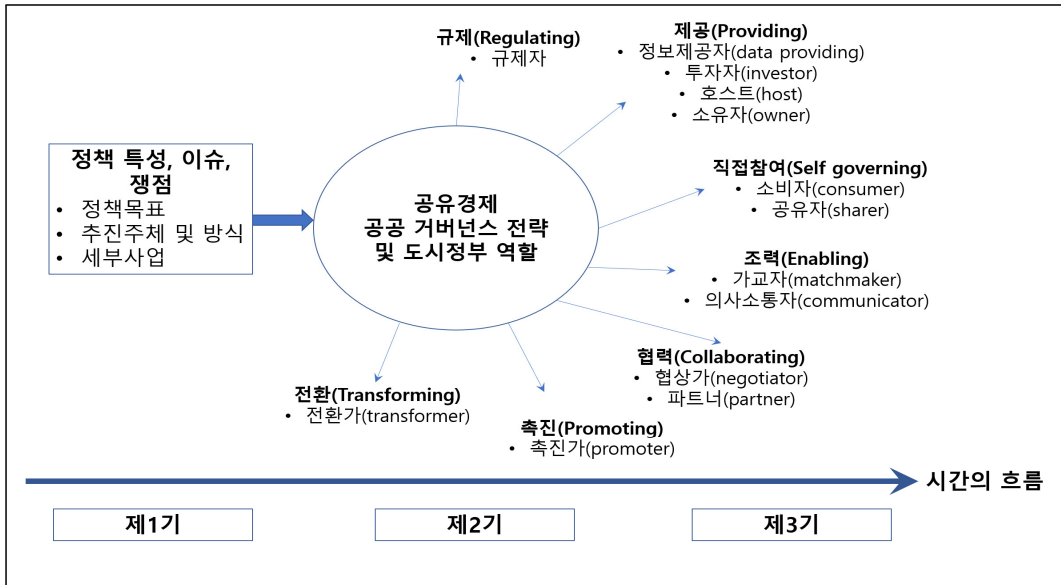 규제(Regulating)
• 규제자
제공(Providing)
• 정보제공자(data providing)
• 투자자(investor)
• 호스트(host)
• 소유자(owner)
정책 특성, 이슈,
쟁점
• 정책목표
• 추진주체 및 방식
• 세부사업
공유경제
공공 거버넌스 전략
및 도시정부 역할
직접참여(Self governing)
• 소비자(consumer)
• 공유자(sharer)
조력(Enabling)
• 가교자(matchmaker)
• 의사소통자(communicator)
협력(Collaborating)
• 협상가(negotiator)
• 파트너(partner)
전환(Transforming)
• 전환가(transformer)
촉진(Promoting)
• 촉진가(promoter)
시간의 흐름
제1기
제2기
제3기